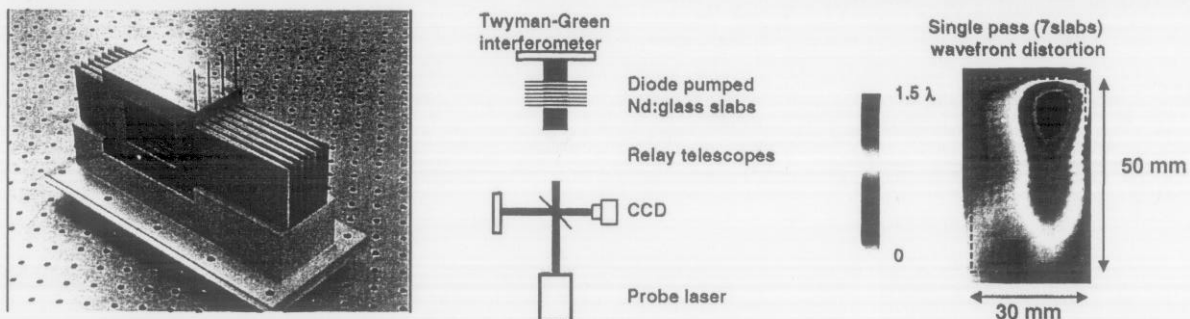 Twyman-Green
interferometer
Diode pumped
Nd:glass slabs
Relay telescopes
CCD
Probe laser
1.5 λ
0
Single pass (7slabs)
wavefront distortion
50 mm
30 mm